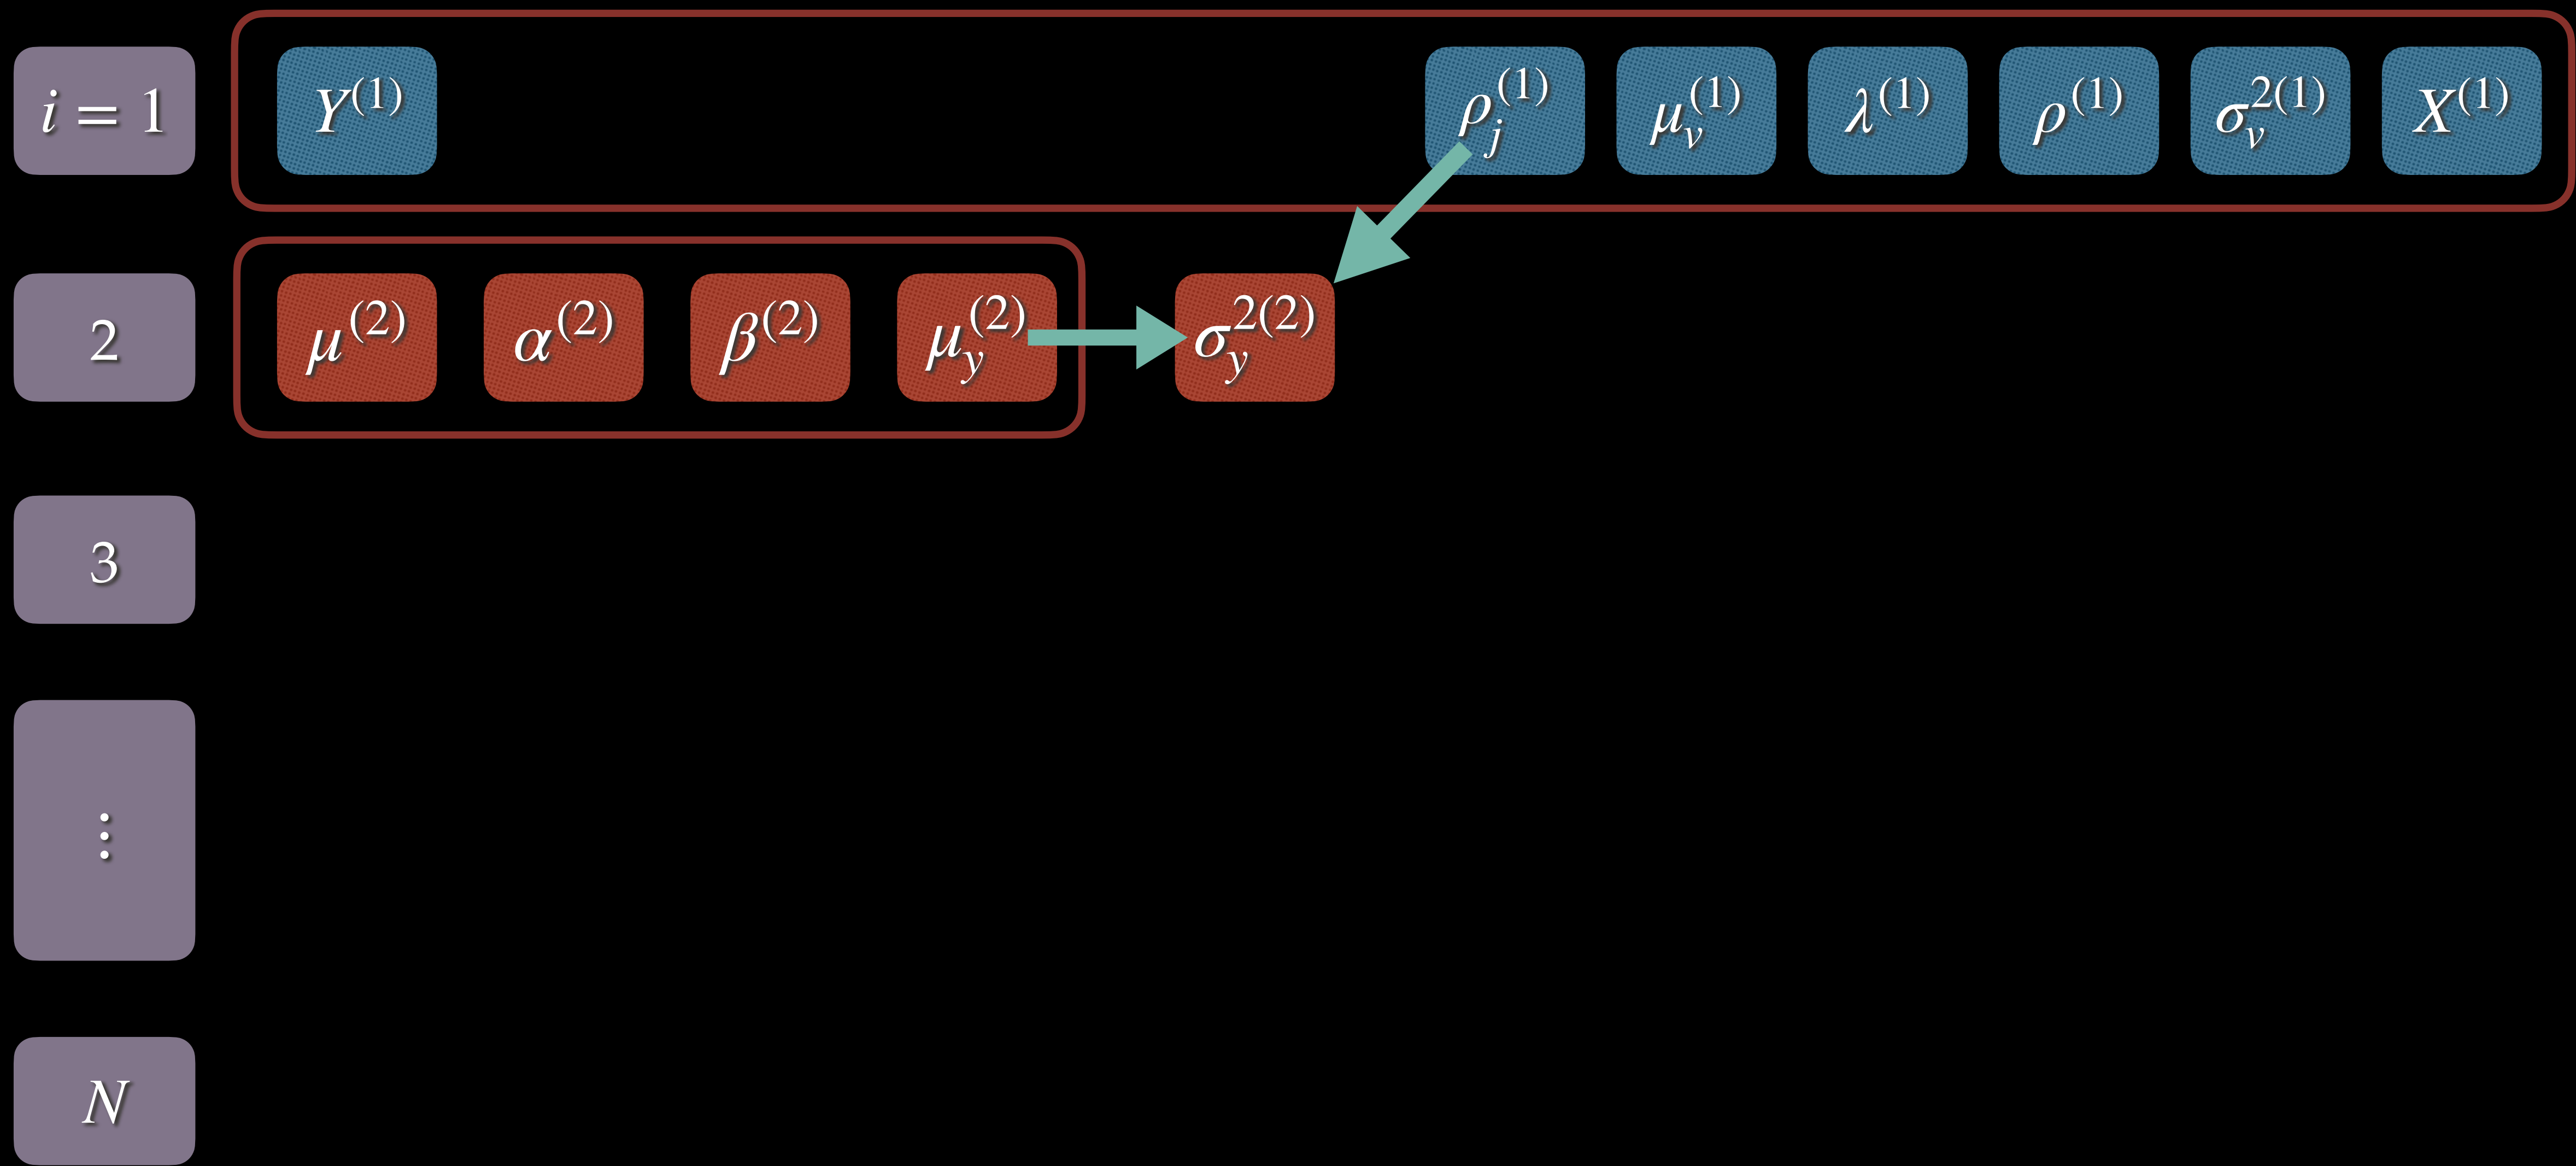 i = 1 Y^{(1)} ρ_j^{(1)} μ_v^{(1)} λ^{(1)} ρ^{(1)} σ_v^{2(1)} X^{(1)}
2 μ^{(2)} α^{(2)} β^{(2)} μ_y^{(2)} σ_y^{2(2)}
3
⋮
N